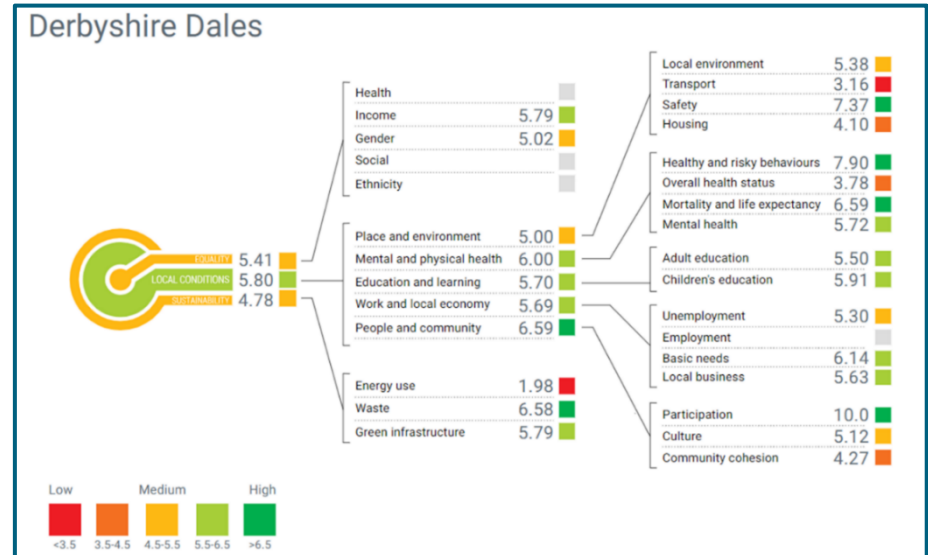 Derbyshire Dales
EQUALITY 5.41
LOCAL CONDITIONS 5.80
SUSTAINABILITY 4.78
Health
Income 5.79
Gender 5.02
Social
Ethnicity
Place and environment 5.00
Mental and physical health 6.00
Education and learning 5.70
Work and local economy 5.69
People and community 6.59
Energy use 1.98
Waste 6.58
Green infrastructure 5.79
Local environment 5.38
Transport 3.16
Safety 7.37
Housing 4.10
Healthy and risky behaviours 7.90
Overall health status 3.78
Mortality and life expectancy 6.59
Mental health 5.72
Adult education 5.50
Children's education 5.91
Unemployment 5.30
Employment
Basic needs 6.14
Local business 5.63
Participation 10.0
Culture 5.12
Community cohesion 4.27
Low Medium High
<3.5 3.5-4.5 4.5-5.5 5.5-6.5 >6.5